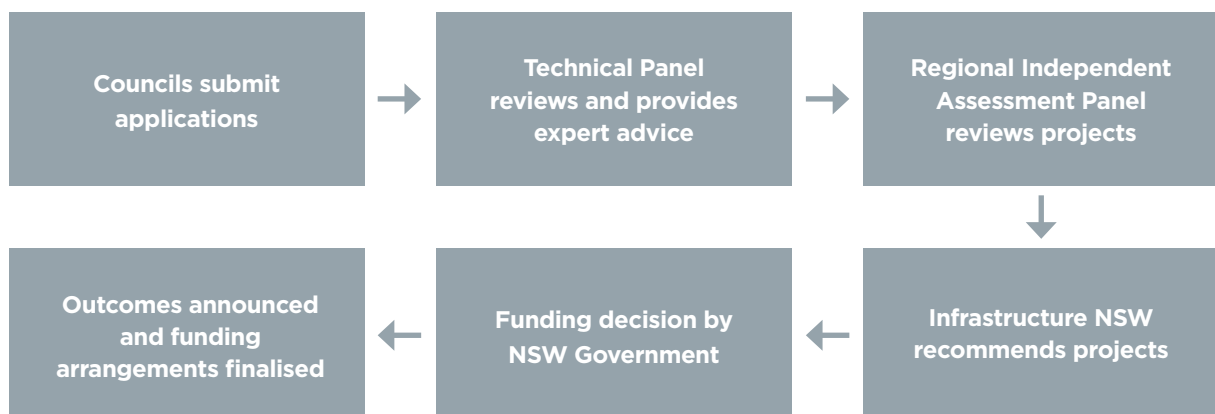 Councils submit
applications
Technical Panel
reviews and provides
expert advice
Regional Independent
Assessment Panel
reviews projects
Infrastructure NSW
recommends projects
Funding decision by
NSW Government
Outcomes announced
and funding
arrangements finalised